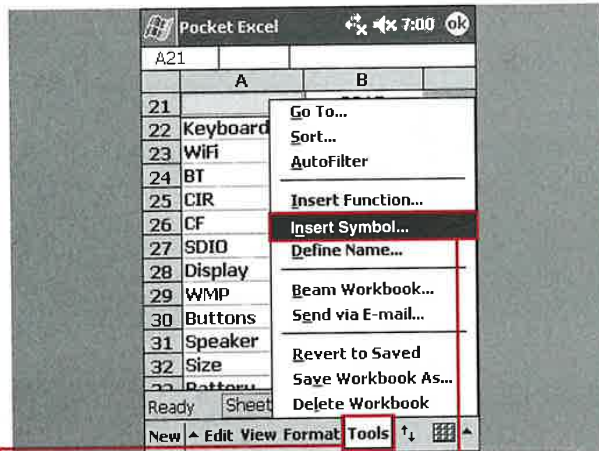 Pocket Excel 7:00 ok
A21
A B
21
22 Keyboard
23 WiFi
24 BT
25 CIR
26 CF
27 SDIO
28 Display
29 WMP
30 Buttons
31 Speaker
32 Size
Go To...
Sort...
AutoFilter
Insert Function...
Insert Symbol...
Define Name...
Beam Workbook...
Send via E-mail...
Revert to Saved
Save Workbook As...
Delete Workbook
Ready Sheet
New Edit View Format Tools